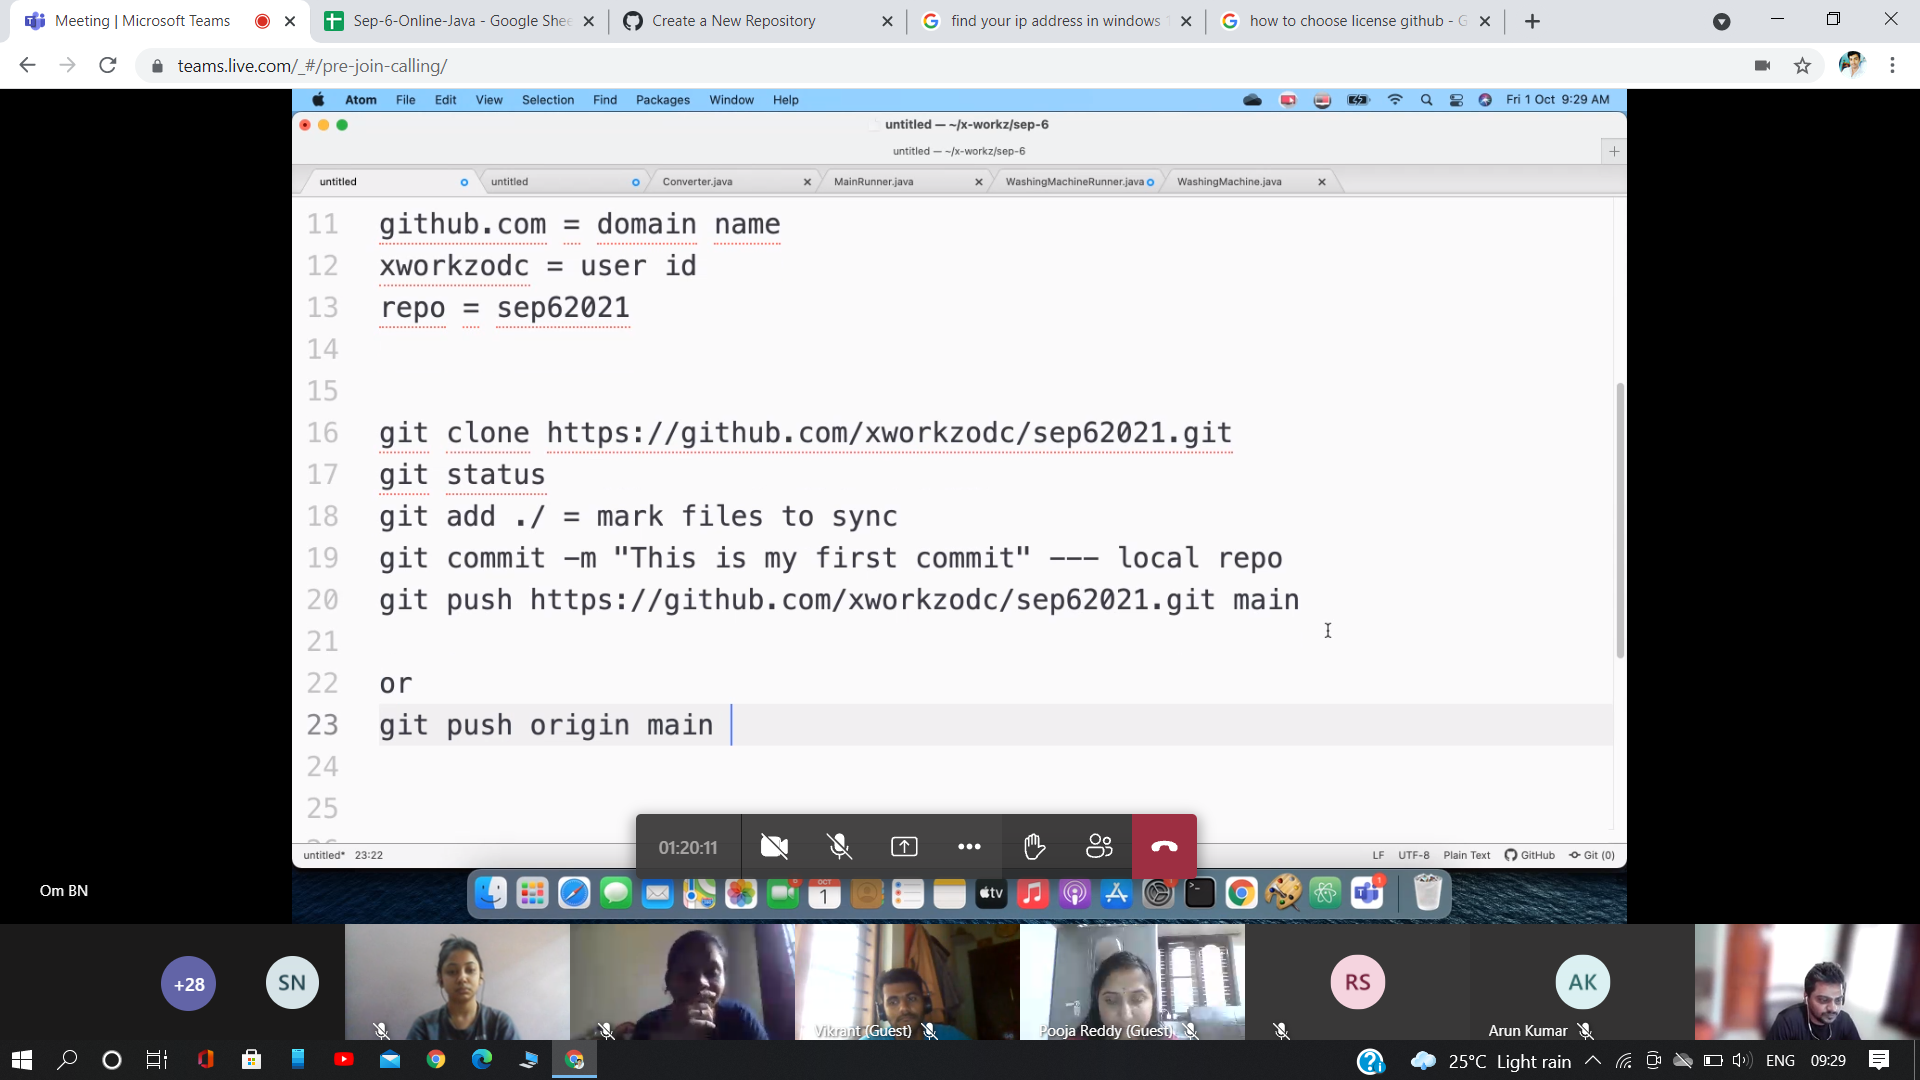 Meeting | Microsoft Teams
Sep-6-Online-Java - Google Shee
Create a New Repository
find your ip address in windows
how to choose license github - G
teams.live.com/_#/pre-join-calling/
Atom File Edit View Selection Find Packages Window Help
Fri 1 Oct 9:29 AM
untitled — ~/x-workz/sep-6
untitled — ~/x-workz/sep-6
untitled
untitled
Converter.java
MainRunner.java
WashingMachineRunner.java
WashingMachine.java
11 github.com = domain name
12 xworkzodc = user id
13 repo = sep62021
14
15
16 git clone https://github.com/xworkzodc/sep62021.git
17 git status
18 git add ./ = mark files to sync
19 git commit -m "This is my first commit" --- local repo
20 git push https://github.com/xworkzodc/sep62021.git main
21
22 or
23 git push origin main
24
25
01:20:11
untitled* 23:22
LF UTF-8 Plain Text GitHub Git (0)
Om BN
OCT
1
tv
1
1
+28
SN
Vikrant (Guest)
Pooja Reddy (Guest)
RS
AK
Arun Kumar
25°C Light rain
ENG
09:29